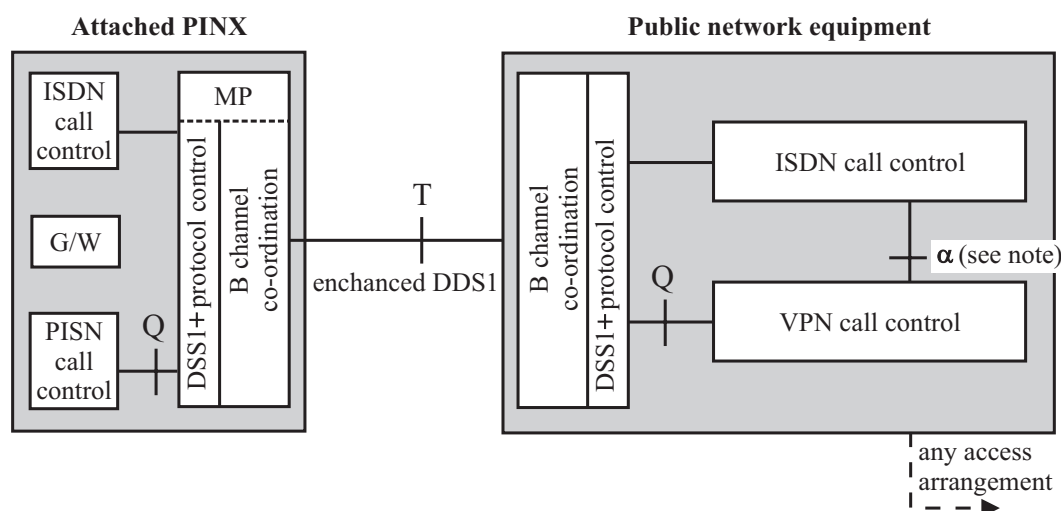 Attached PINX
Public network equipment
ISDN
call
control
MP
DSS1+protocol control
B channel
co-ordination
G/W
PISN
call
control
Q
T
enchanced DDS1
B channel
co-ordination
DSS1+protocol control
ISDN call control
α (see note)
Q
VPN call control
any access
arrangement